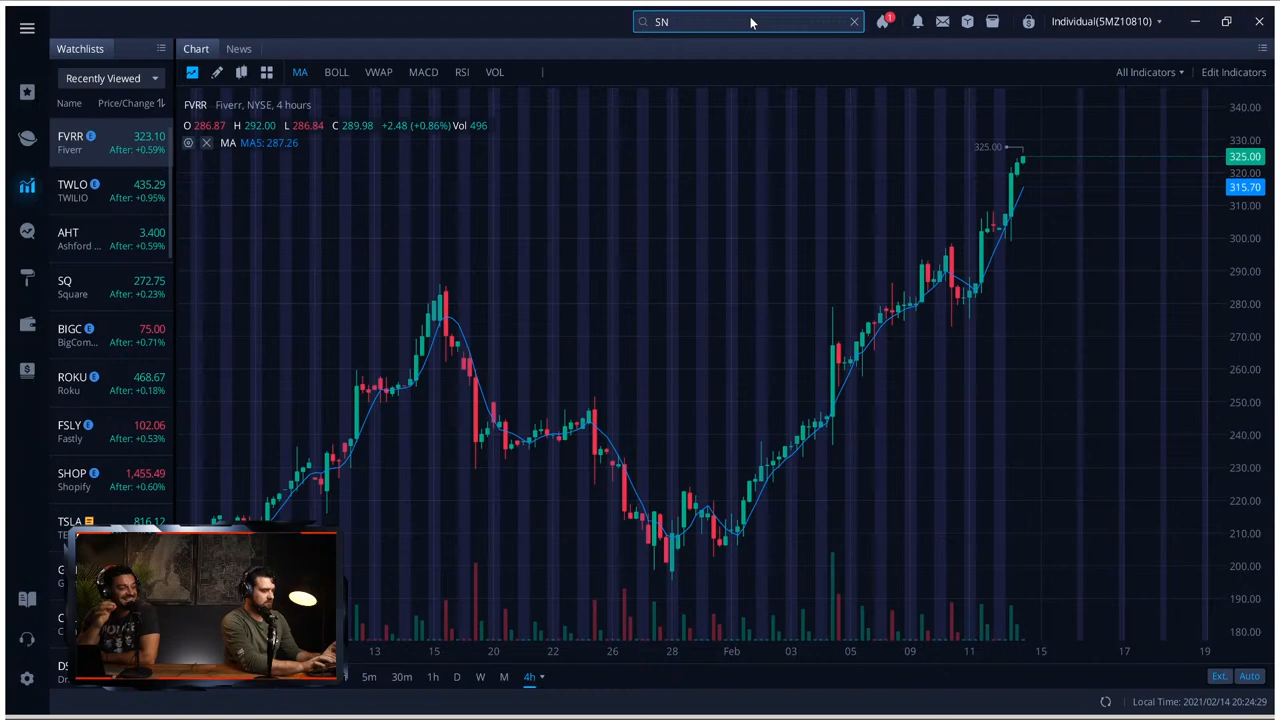 SN
1
Individual(5MZ10810)
Watchlists
Chart
News
Recently Viewed
MA
BOLL
VWAP
MACD
RSI
VOL
All Indicators
Edit Indicators
Name
Price/Change
FVRR Fiverr, NYSE, 4 hours
O 286.87 H 292.00 L 286.84 C 289.98 +2.48 (+0.86%) Vol 496
MA MA5: 287.26
FVRR E 323.10
Fiverr After: +0.59%
TWLO E 435.29
TWILIO After: +0.95%
AHT 3,400
Ashford ... After: +0.59%
SQ 272.75
Square After: +0.23%
BIGC E 75.00
BigCom... After: +0.71%
ROKU E 468.67
Roku After: +0.18%
FSLY E 102.06
Fastly After: +0.53%
SHOP E 1,455.49
Shopify After: +0.60%
TSLA 816.12
325.00
340.00
330.00
325.00
320.00
315.70
310.00
300.00
290.00
280.00
270.00
260.00
250.00
240.00
230.00
220.00
210.00
200.00
190.00
180.00
13 15 20 22 26 28 Feb 03 05 09 11 15 17 19
5m 30m 1h D W M 4h
Ext. Auto
Local Time: 2021/02/14 20:24:29